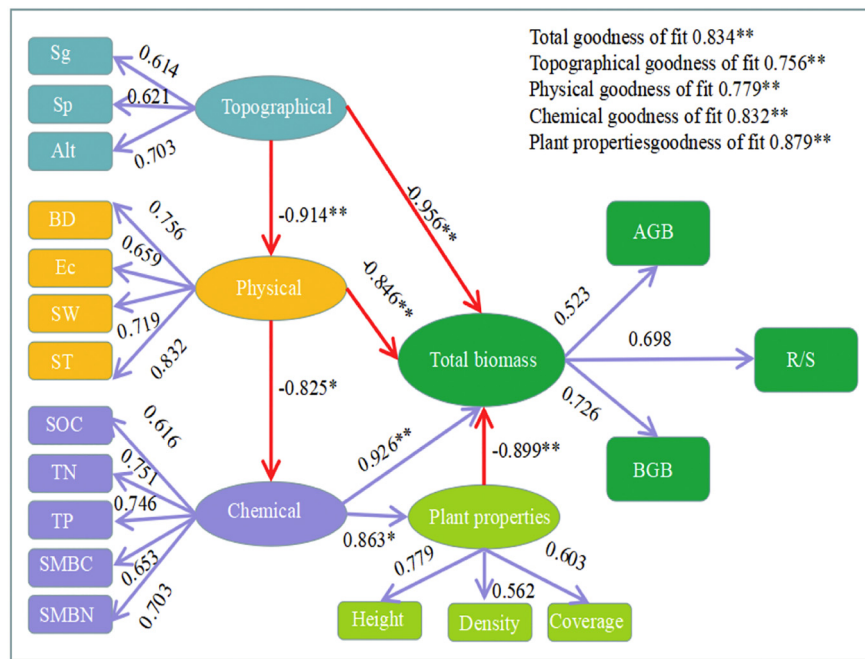 Total goodness of fit 0.834**
Topographical goodness of fit 0.756**
Physical goodness of fit 0.779**
Chemical goodness of fit 0.832**
Plant propertiesgoodness of fit 0.879**
Sg
0.614
Sp
0.621
Topographical
Alt
0.703
-0.914**
-0.956**
BD
0.756
Ec
0.659
Physical
SW
0.719
ST
0.832
-0.846**
-0.825*
AGB
0.523
Total biomass
0.698
R/S
0.726
BGB
SOC
0.616
TN
0.751
TP
0.746
Chemical
SMBC
0.653
SMBN
0.703
0.926**
-0.899**
0.863*
Plant properties
0.779
0.562
0.603
Height
Density
Coverage